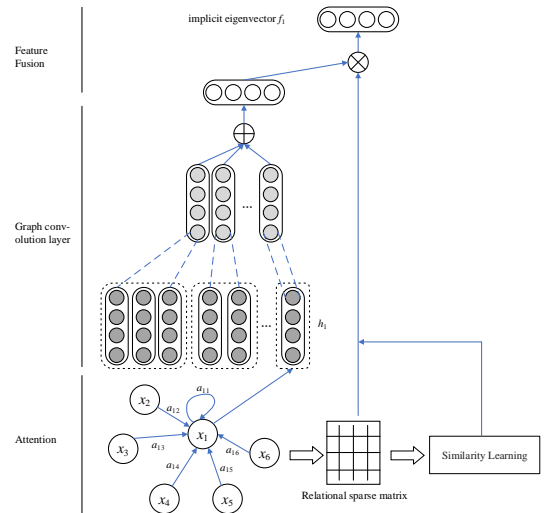 implicit eigenvector f₁
Feature
Fusion
...
Graph conv-
olution layer
...
h₁
a₁₁
x₂
a₁₂
x₁
x₃
a₁₃
a₁₆
x₆
Attention
a₁₄
a₁₅
Similarity Learning
x₄
x₅
Relational sparse matrix